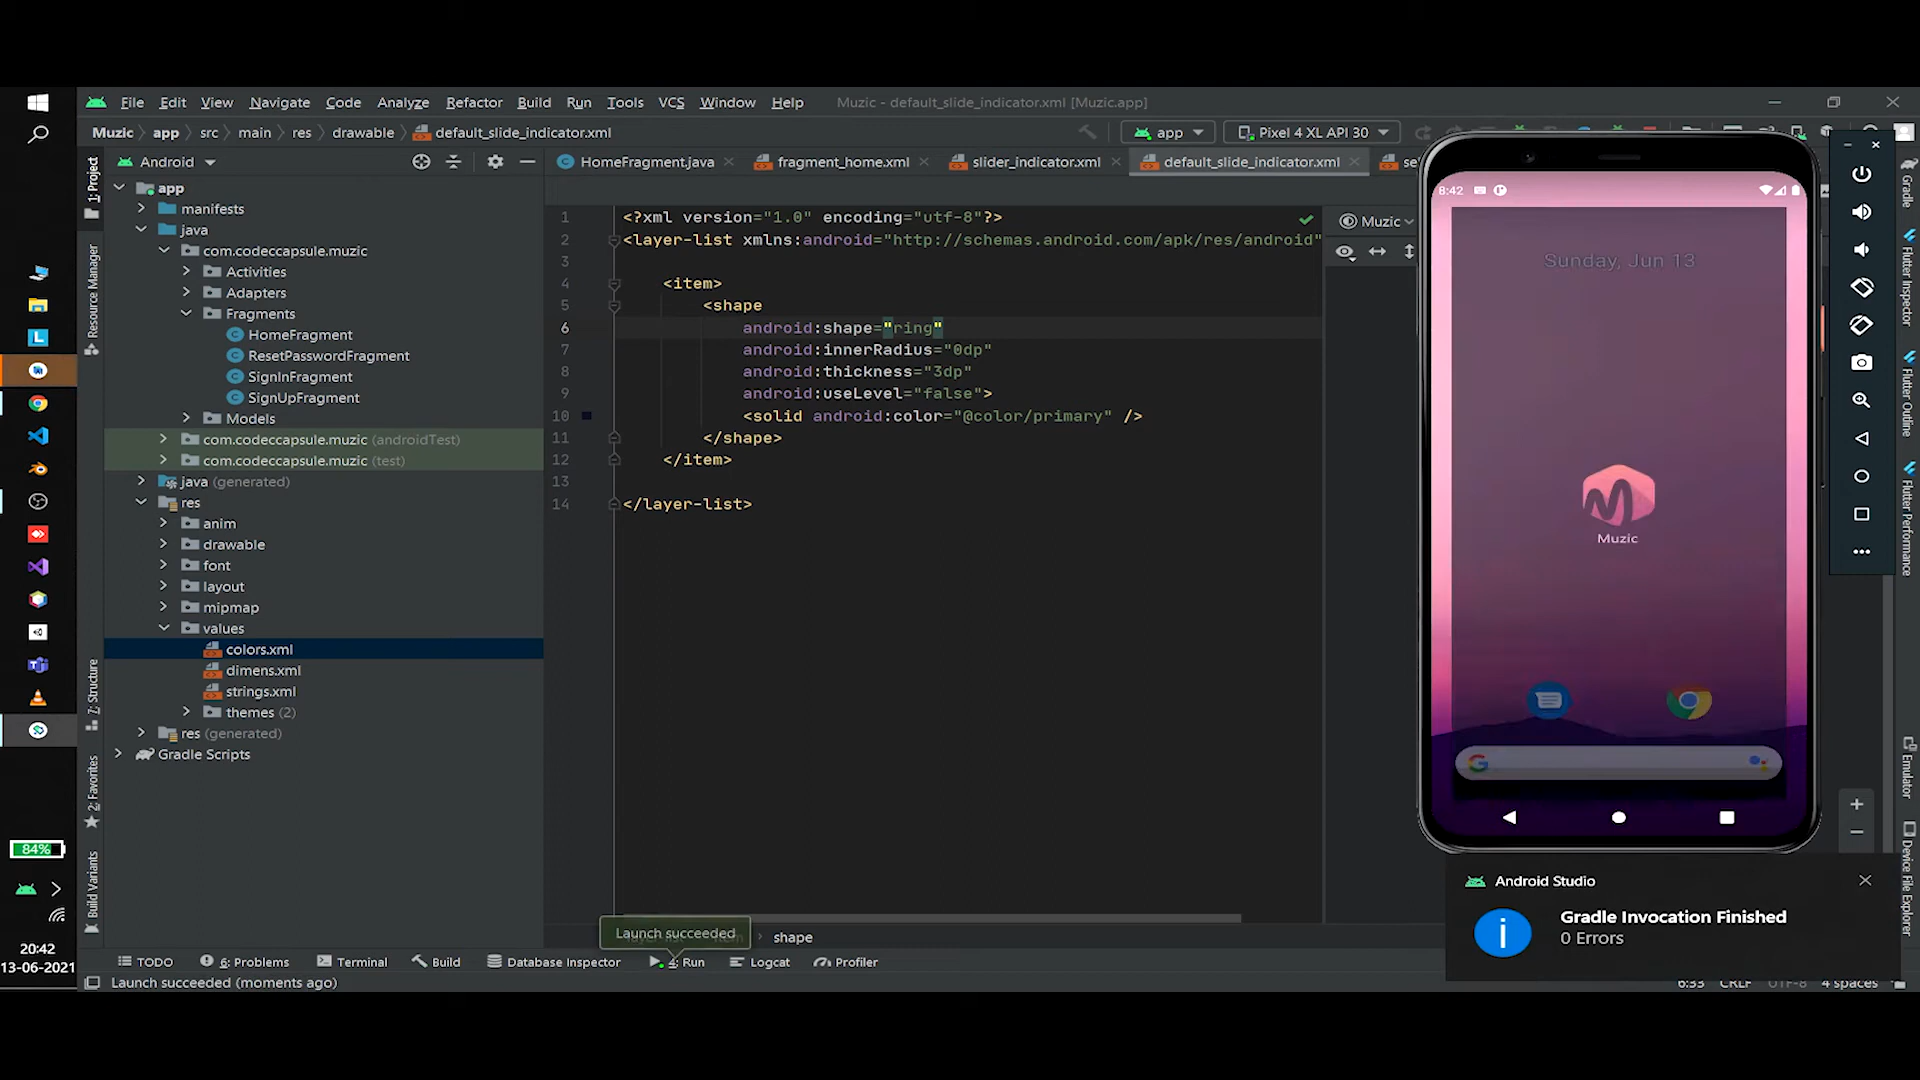 File Edit View Navigate Code Analyze Refactor Build Run Tools VCS Window Help Muzic - default_slide_indicator.xml [Muzic.app]
Muzic app src main res drawable default_slide_indicator.xml app Pixel 4 XL API 30
Android
HomeFragment.java fragment_home.xml slider_indicator.xml default_slide_indicator.xml
1: Project
Resource Manager
7: Structure
2: Favorites
Build Variants
app
manifests
java
com.codeccapsule.muzic
Activities
Adapters
Fragments
HomeFragment
ResetPasswordFragment
SignInFragment
SignUpFragment
Models
com.codeccapsule.muzic (androidTest)
com.codeccapsule.muzic (test)
java (generated)
res
anim
drawable
font
layout
mipmap
values
colors.xml
dimens.xml
strings.xml
themes (2)
res (generated)
Gradle Scripts
1 <?xml version="1.0" encoding="utf-8"?>
2 <layer-list xmlns:android="http://schemas.android.com/apk/res/android"
3
4 <item>
5 <shape
6 android:shape="ring"
7 android:innerRadius="0dp"
8 android:thickness="3dp"
9 android:useLevel="false">
10 <solid android:color="@color/primary" />
11 </shape>
12 </item>
13
14 </layer-list>
Muzic
8:42
Sunday, Jun 13
Muzic
Gradle
Flutter Inspector
Flutter Outline
Flutter Performance
Emulator
Device File Explorer
Android Studio
Gradle Invocation Finished
0 Errors
Launch succeeded
shape
TODO 6: Problems Terminal Build Database Inspector 4: Run Logcat Profiler
Launch succeeded (moments ago)
6:33 CRLF UTF-8 4 spaces
84%
20:42
13-06-2021